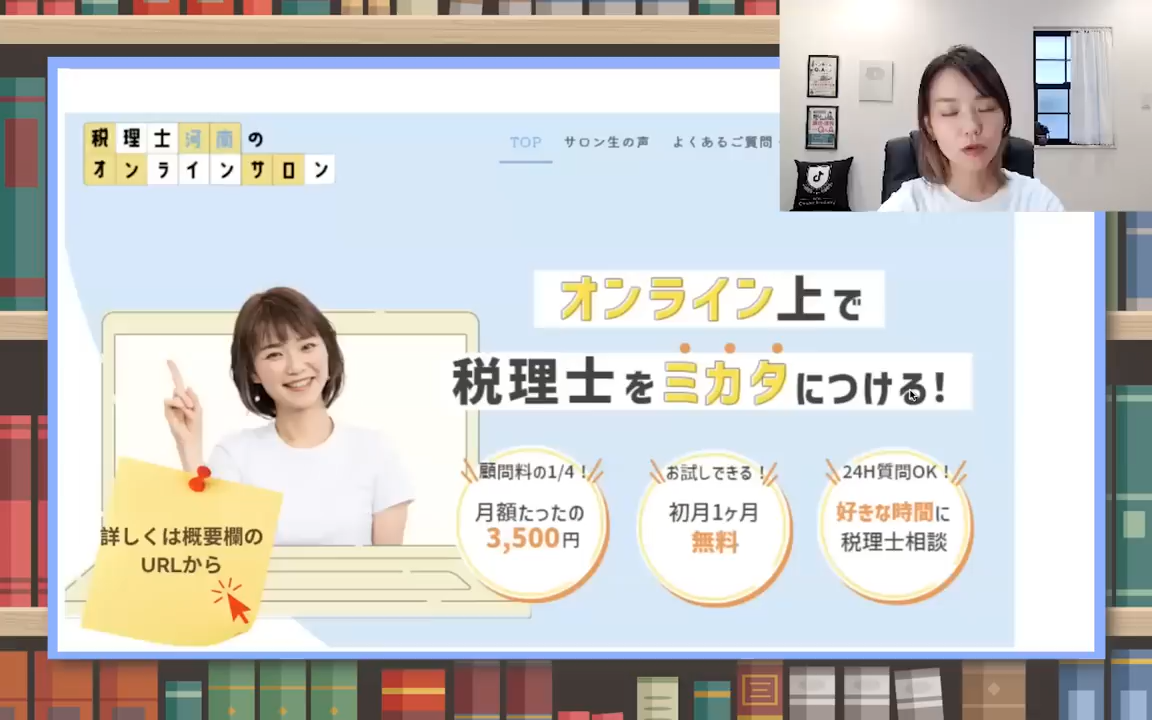 税理士河南の
オンラインサロン
TOP サロン生の声 よくあるご質問
オンライン上で
税理士をミカタにつける!
顧問料の1/4!
月額たったの
3,500円
お試しできる!
初月1ヶ月
無料
24H質問OK!
好きな時間に
税理士相談
詳しくは概要欄の
URLから